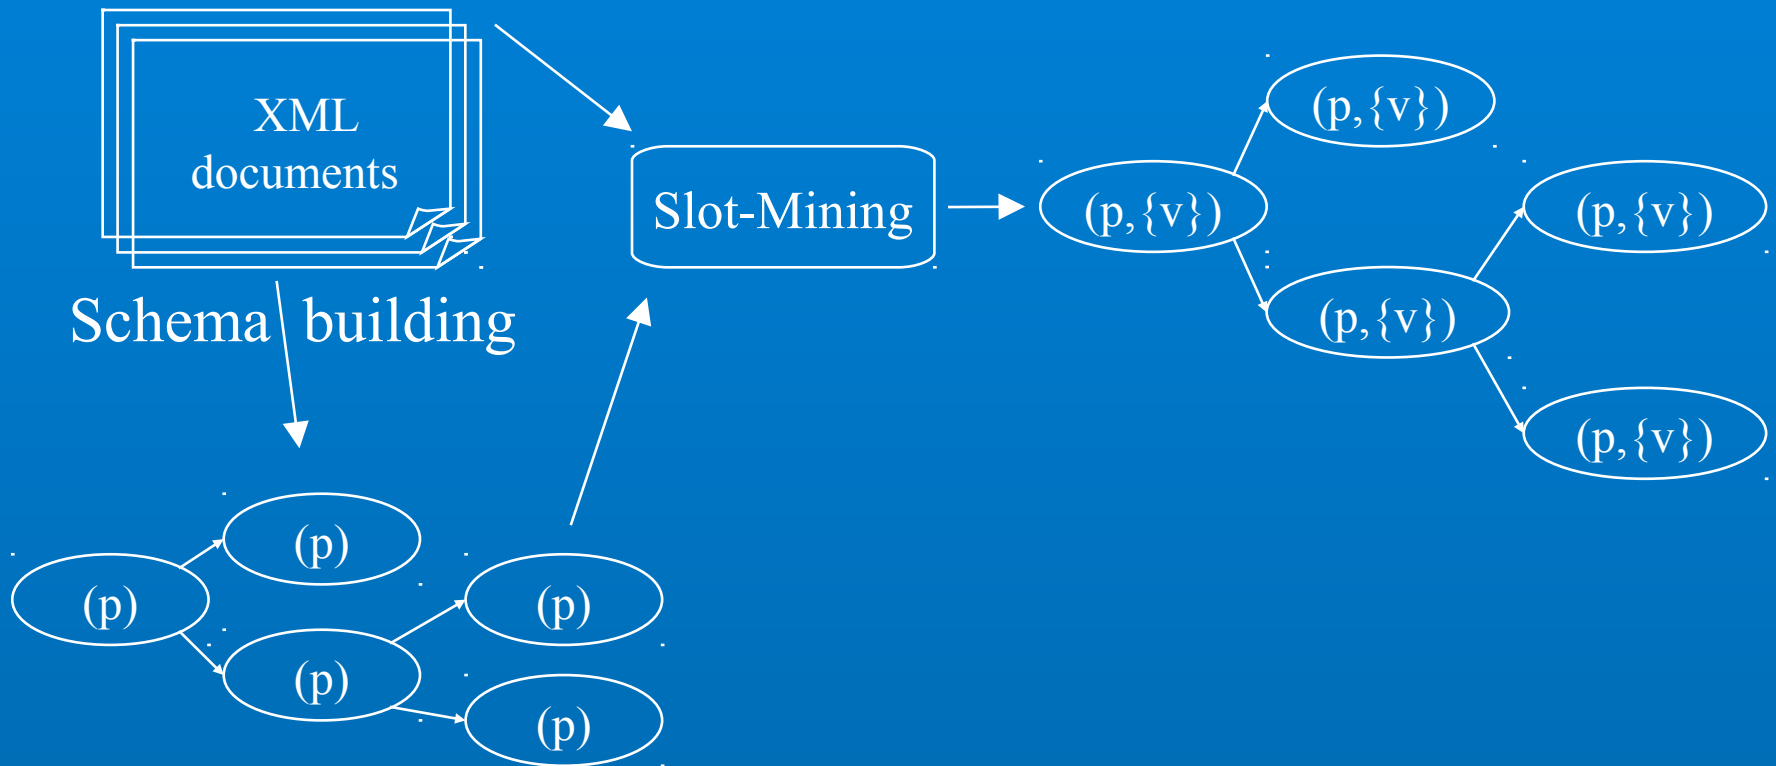 XML
documents
Schema building
Slot-Mining
(p,{v})
(p,{v})
(p,{v})
(p,{v})
(p,{v})
(p)
(p)
(p)
(p)
(p)